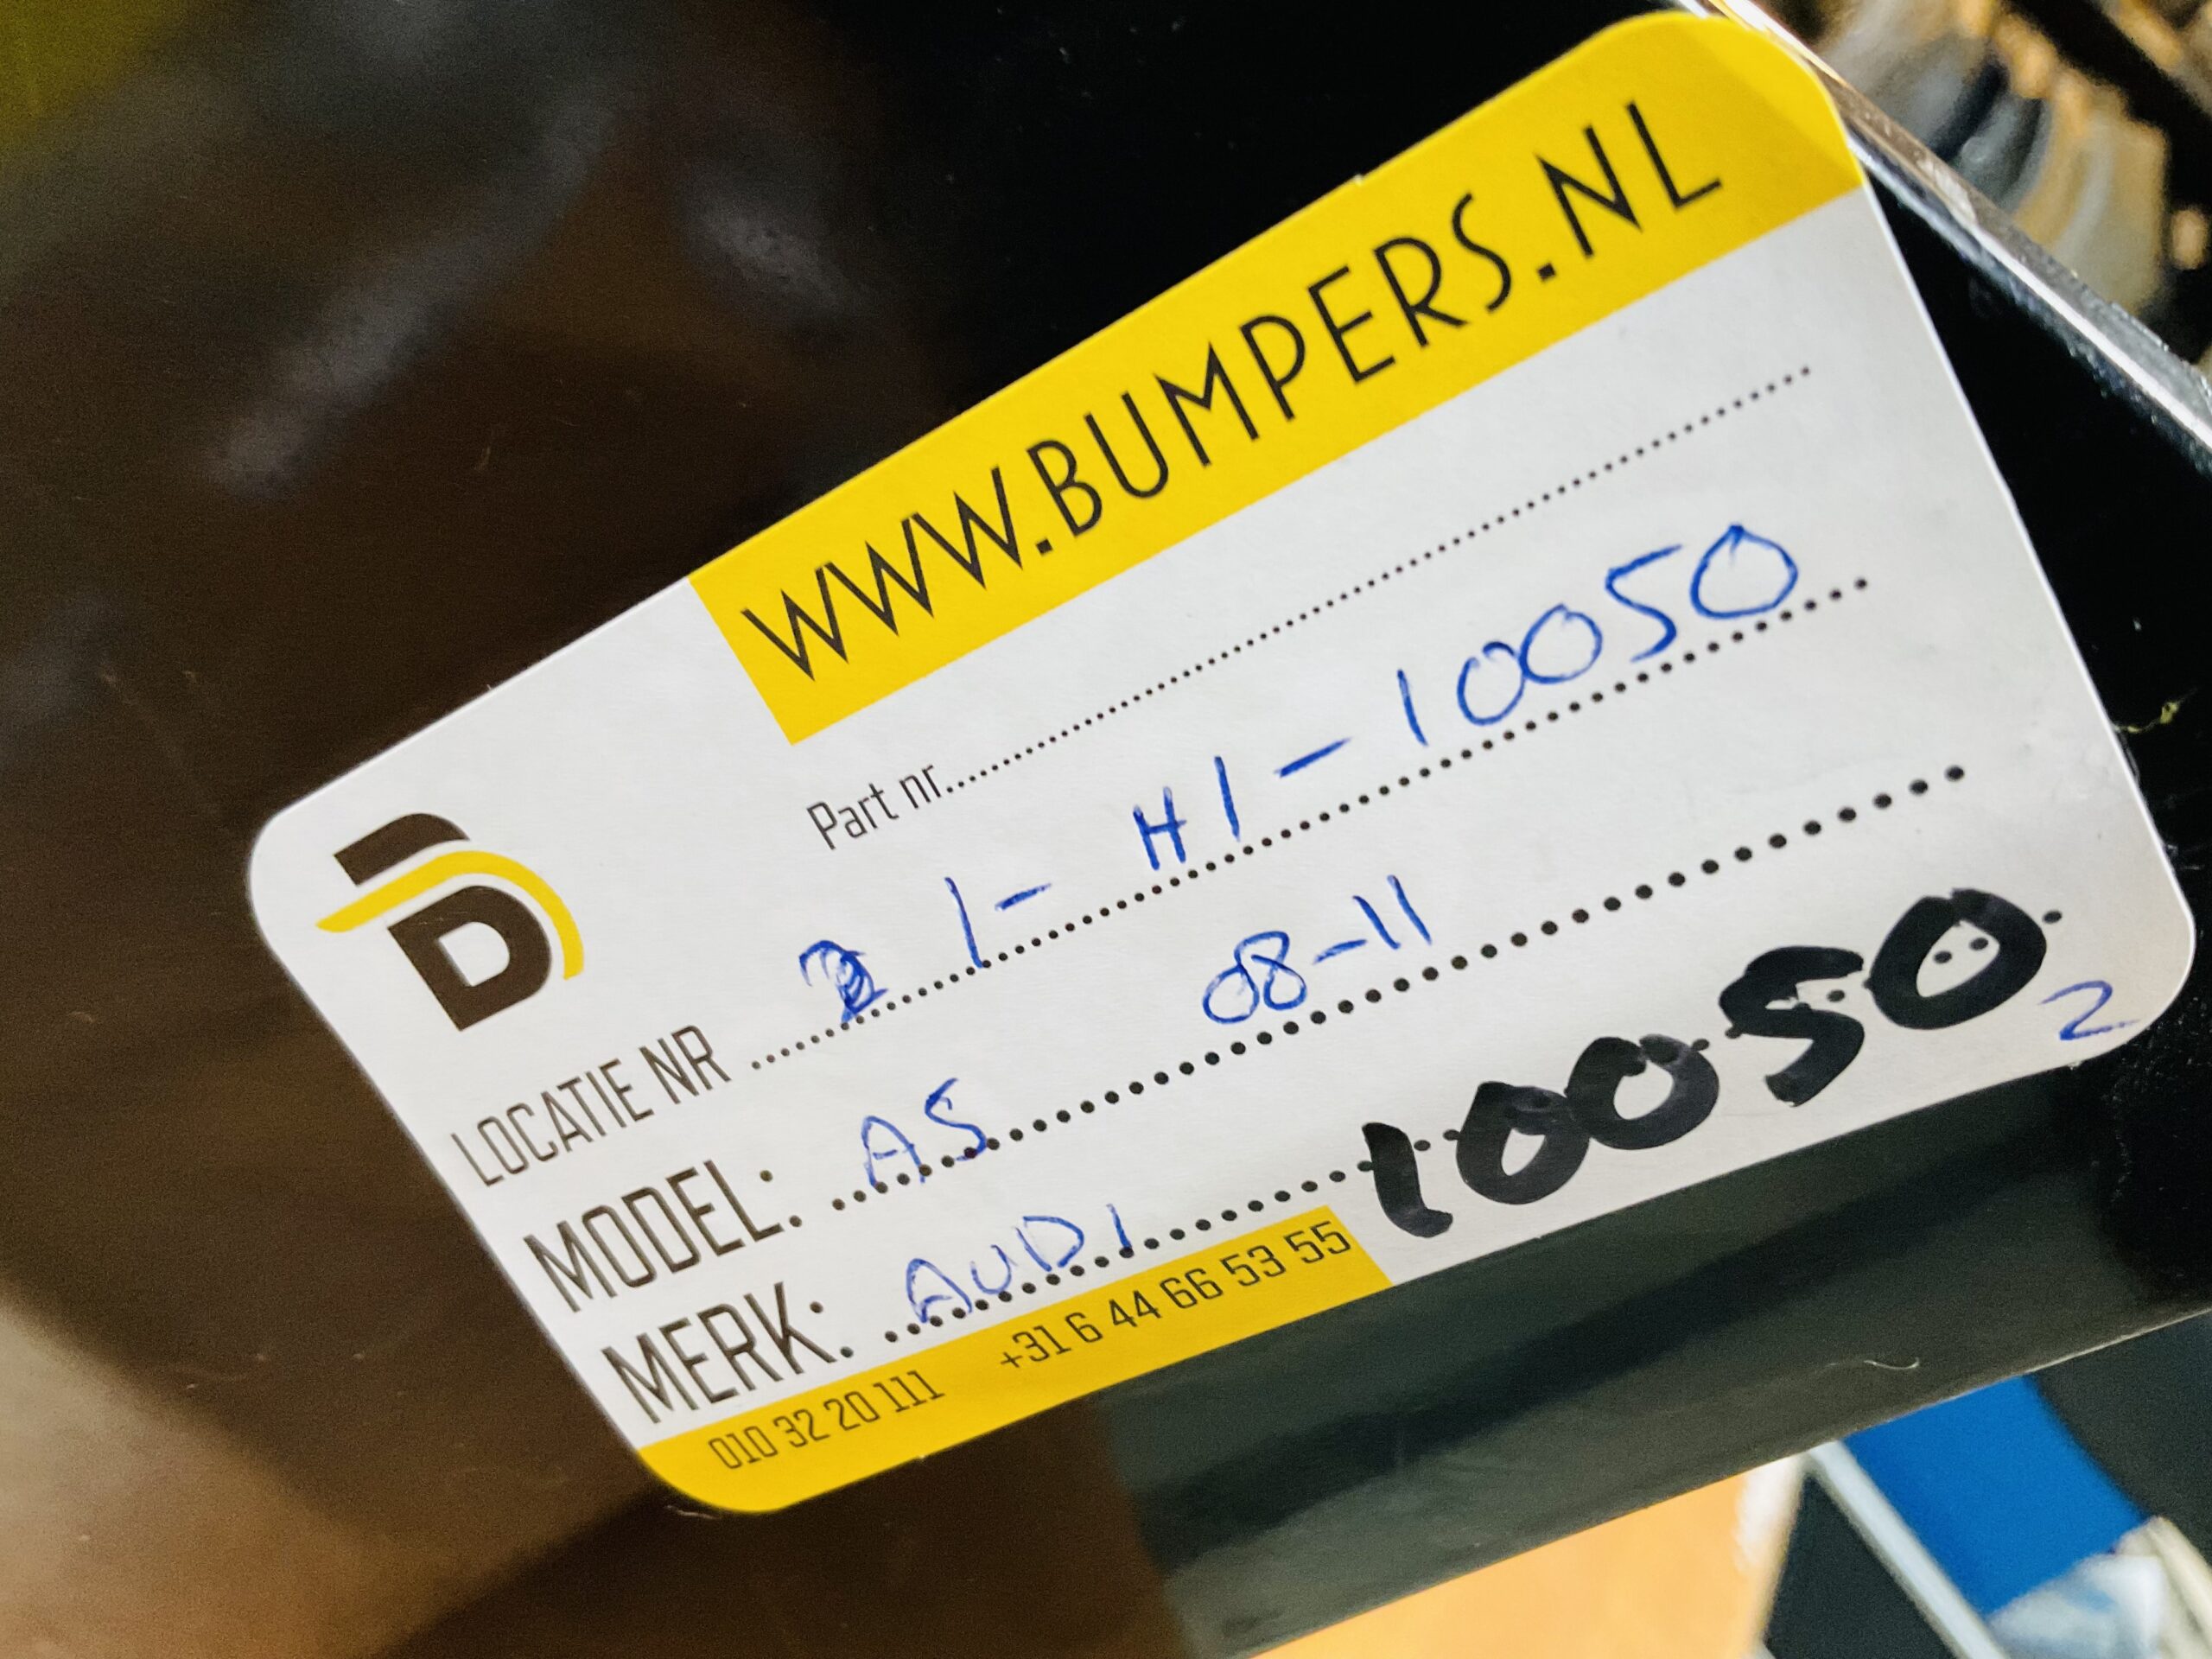 WWW.BUMPERS.NL
Part nr.
LOCATIE NR 1-H1-10050
MODEL: A5 08-11
MERK: AUDI 10050
2
010 32 20 111 +31 6 44 66 53 55